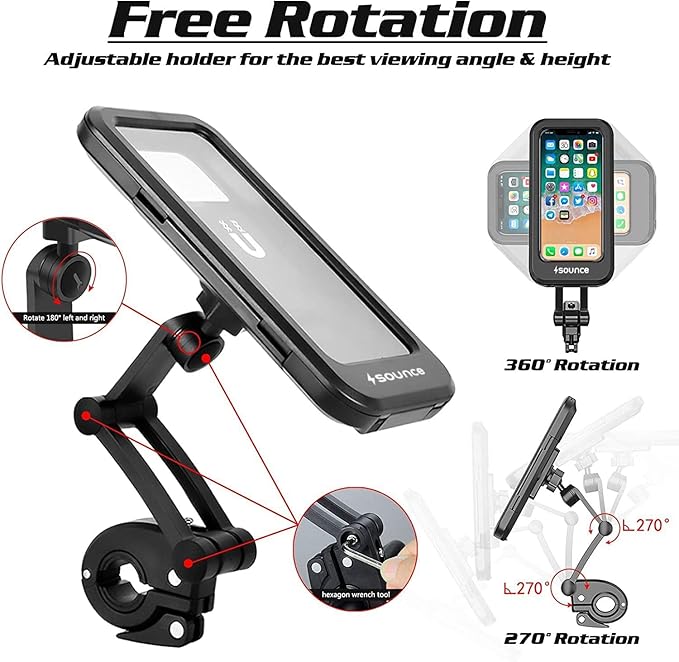 Free Rotation
Adjustable holder for the best viewing angle & height
Rotate 180° left and right
sounce
hexagon wrench tool
sounce
360° Rotation
270°
270°
270° Rotation